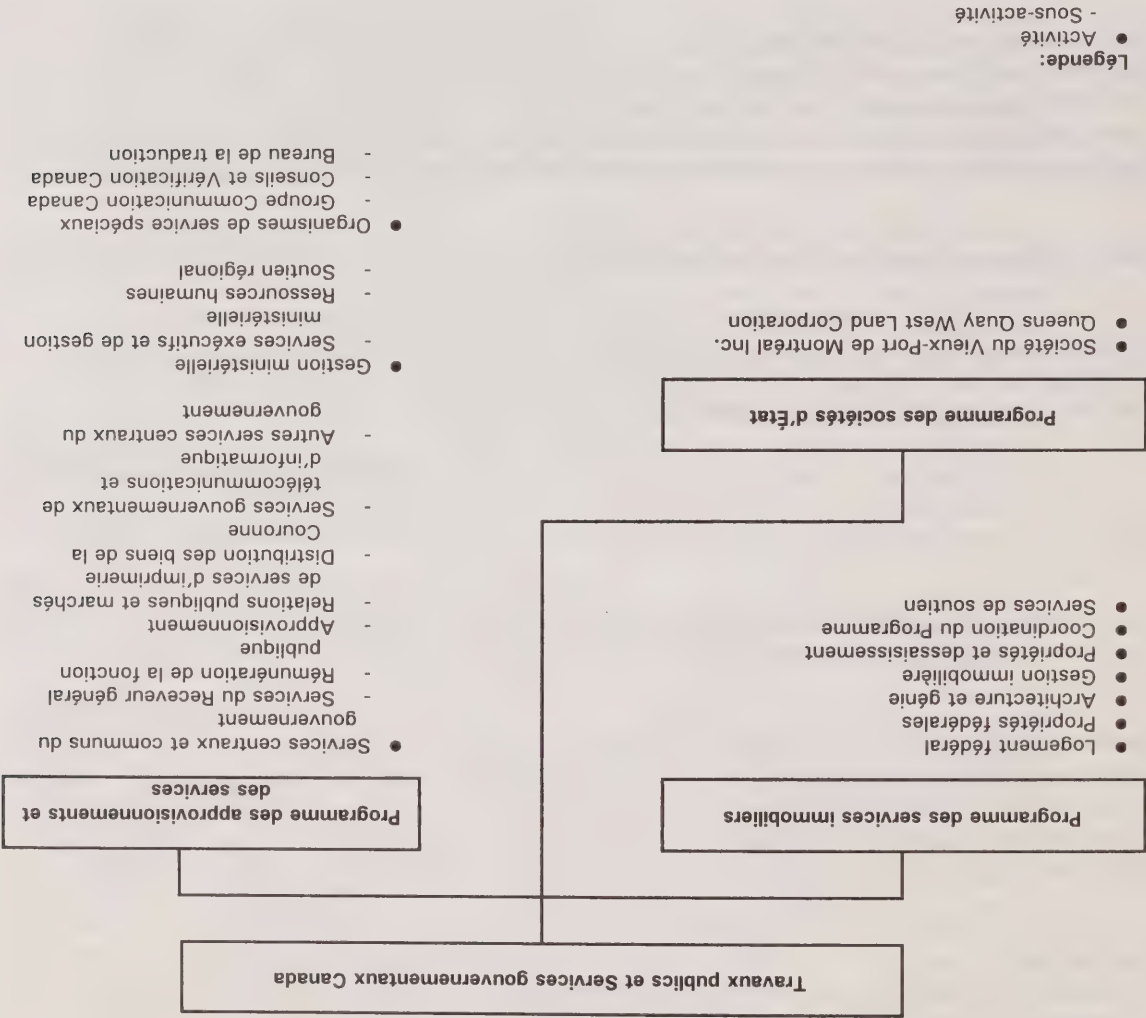 Travaux publics et Services gouvernementaux Canada
Programme des services immobiliers
● Logement fédéral
● Propriétés fédérales
● Architecture et génie
● Gestion immobilière
● Propriétés et dessaisissement
● Coordination du Programme
● Services de soutien
Programme des approvisionnements et
des services
● Services centraux et communs du
gouvernement
- Services du Receveur général
- Rémunération de la fonction
publique
- Approvisionnement
- Relations publiques et marchés
de services d'imprimerie
- Distribution des biens de la
Couronne
- Services gouvernementaux de
télécommunications et
d'informatique
- Autres services centraux du
gouvernement
● Gestion ministérielle
- Services exécutifs et de gestion
ministérielle
- Ressources humaines
- Soutien régional
● Organismes de service spéciaux
- Groupe Communication Canada
- Conseils et Vérification Canada
- Bureau de la traduction
Programme des sociétés d'État
● Société du Vieux-Port de Montréal Inc.
● Queens Quay West Land Corporation
Légende:
● Activité
- Sous-activité